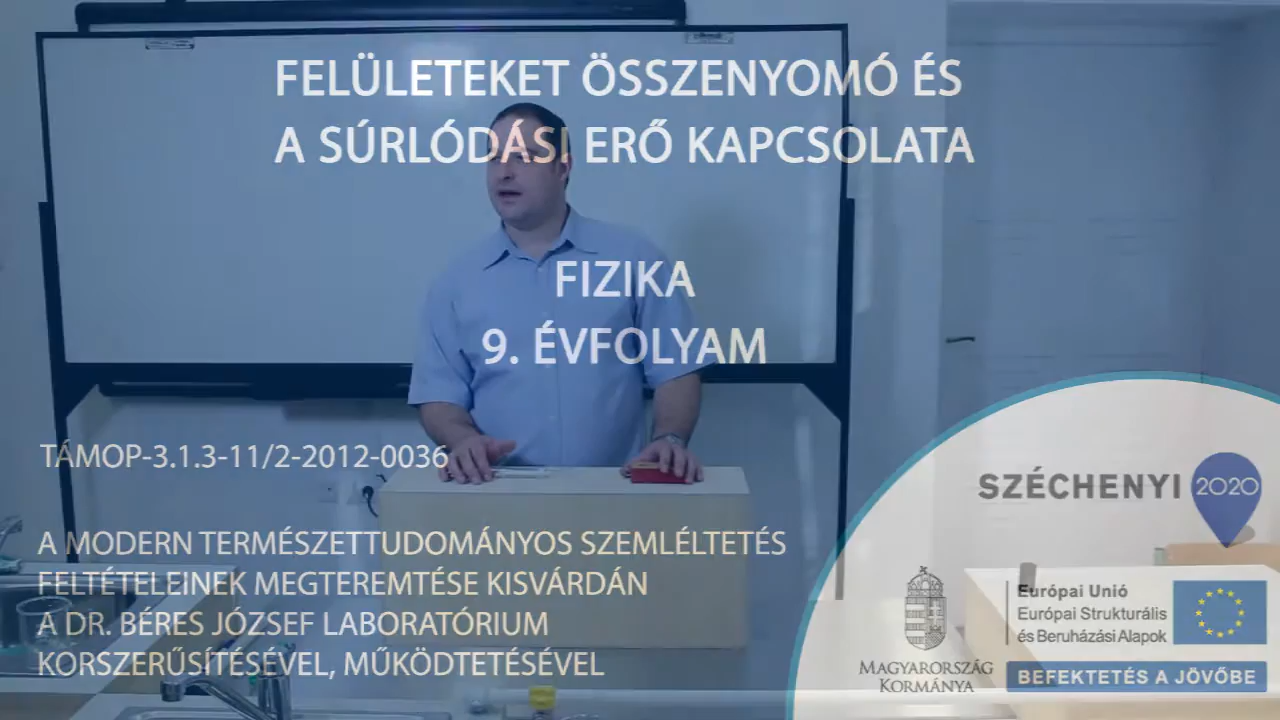 FELÜLETEKET ÖSSZENYOMÓ ÉS
A SÚRLÓDÁSI ERŐ KAPCSOLATA
FIZIKA
9. ÉVFOLYAM
TÁMOP-3.1.3-11/2-2012-0036
A MODERN TERMÉSZETTUDOMÁNYOS SZEMLÉLTETÉS
FELTÉTELEINEK MEGTEREMTÉSE KISVÁRDÁN
A DR. BÉRES JÓZSEF LABORATÓRIUM
KORSZERŰSÍTÉSÉVEL, MŰKÖDTETÉSÉVEL
SZÉCHENYI 2020
MAGYARORSZÁG
KORMÁNYA
Európai Unió
Európai Strukturális
és Beruházási Alapok
BEFEKTETÉS A JÖVŐBE